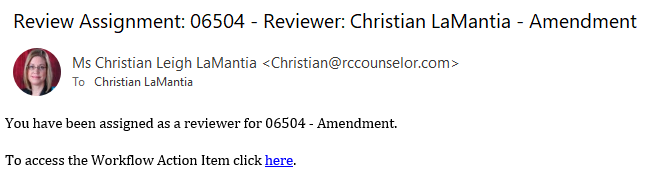 Review Assignment: 06504 - Reviewer: Christian LaMantia - Amendment
Ms Christian Leigh LaMantia <Christian@rccounselor.com>
To Christian LaMantia
You have been assigned as a reviewer for 06504 - Amendment.
To access the Workflow Action Item click here.